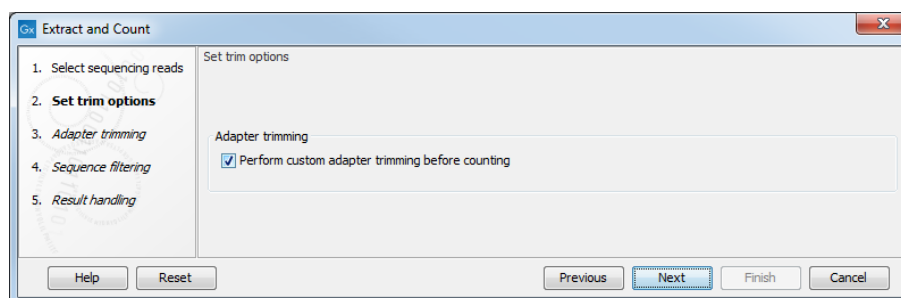 Gx Extract and Count
x
1. Select sequencing reads
2. Set trim options
3. Adapter trimming
4. Sequence filtering
5. Result handling
Set trim options
Adapter trimming
Perform custom adapter trimming before counting
Help Reset Previous Next Finish Cancel